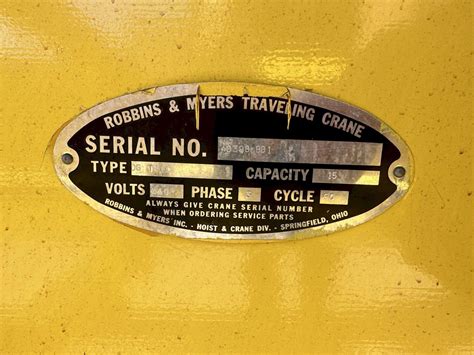 ROBBINS & MYERS TRAVELING CRANE
SERIAL NO.
TYPE CAPACITY 15
VOLTS PHASE CYCLE
ALWAYS GIVE CRANE SERIAL NUMBER
WHEN ORDERING SERVICE PARTS
ROBBINS & MYERS INC. - HOIST & CRANE DIV. - SPRINGFIELD, OHIO